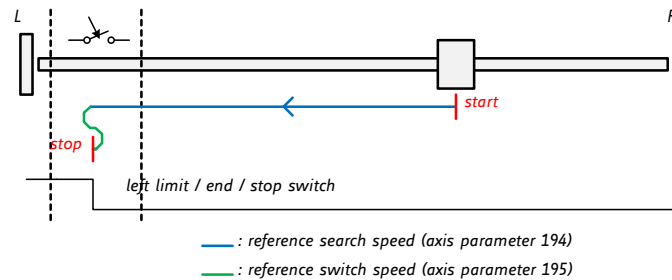 L
R
start
stop
left limit / end / stop switch
: reference search speed (axis parameter 194)
: reference switch speed (axis parameter 195)